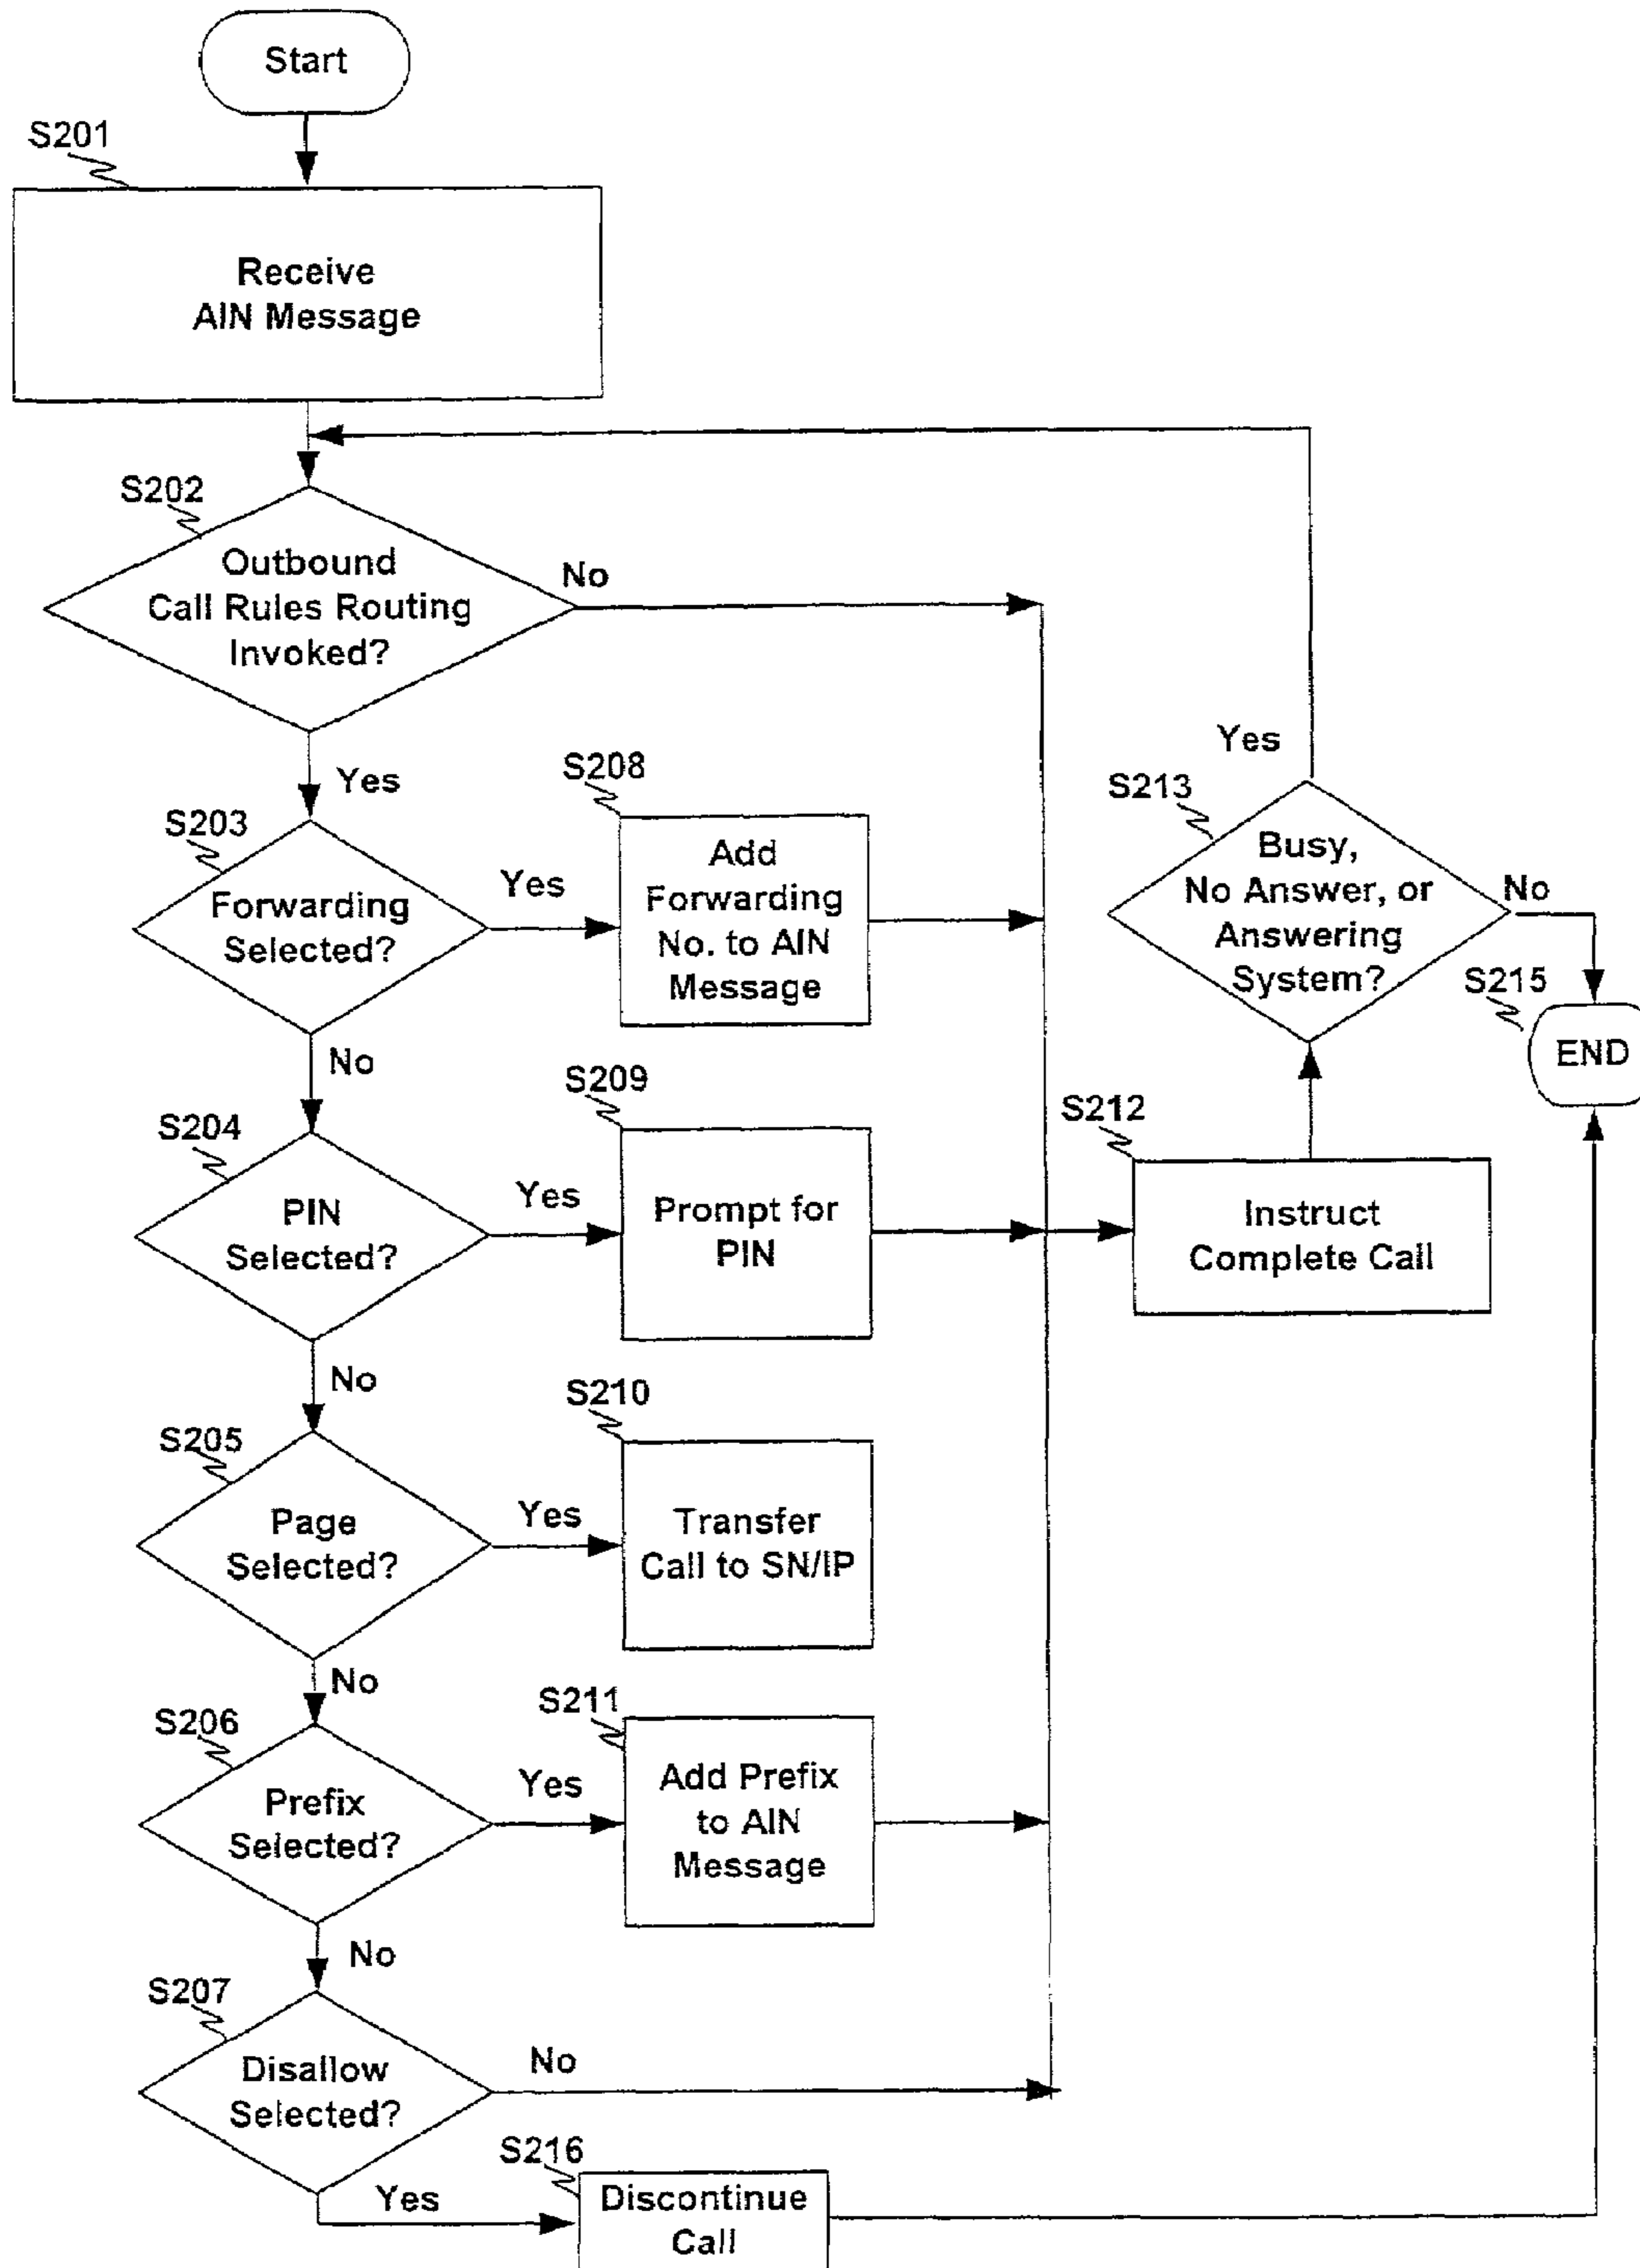 Start
S201
Receive
AIN Message
S202
Outbound
Call Rules Routing
Invoked?
No
Yes
S203
Forwarding
Selected?
Yes
S208
Add
Forwarding
No. to AIN
Message
Yes
S213
Busy,
No Answer, or
Answering
System?
No
S215
END
No
S204
PIN
Selected?
Yes
S209
Prompt for
PIN
S212
Instruct
Complete Call
No
S205
Page
Selected?
Yes
S210
Transfer
Call to SN/IP
No
S206
Prefix
Selected?
Yes
S211
Add Prefix
to AIN
Message
No
S207
Disallow
Selected?
No
Yes
S216
Discontinue
Call